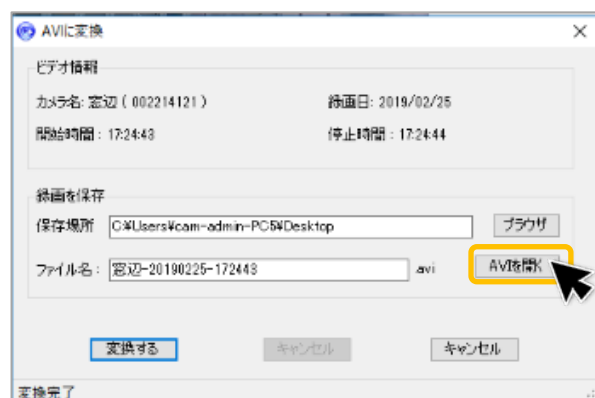 AVIに変換
ビデオ情報
カメラ名: 窓辺 ( 002214121 )
録画日: 2019/02/25
開始時間 : 17:24:43
停止時間 : 17:24:44
録画を保存
保存場所 C:¥Users¥cam-admin-PC5¥Desktop ブラウザ
ファイル名 : 窓辺-20190225-172443 .avi AVIを開く
変換する キャンセル キャンセル
変換完了